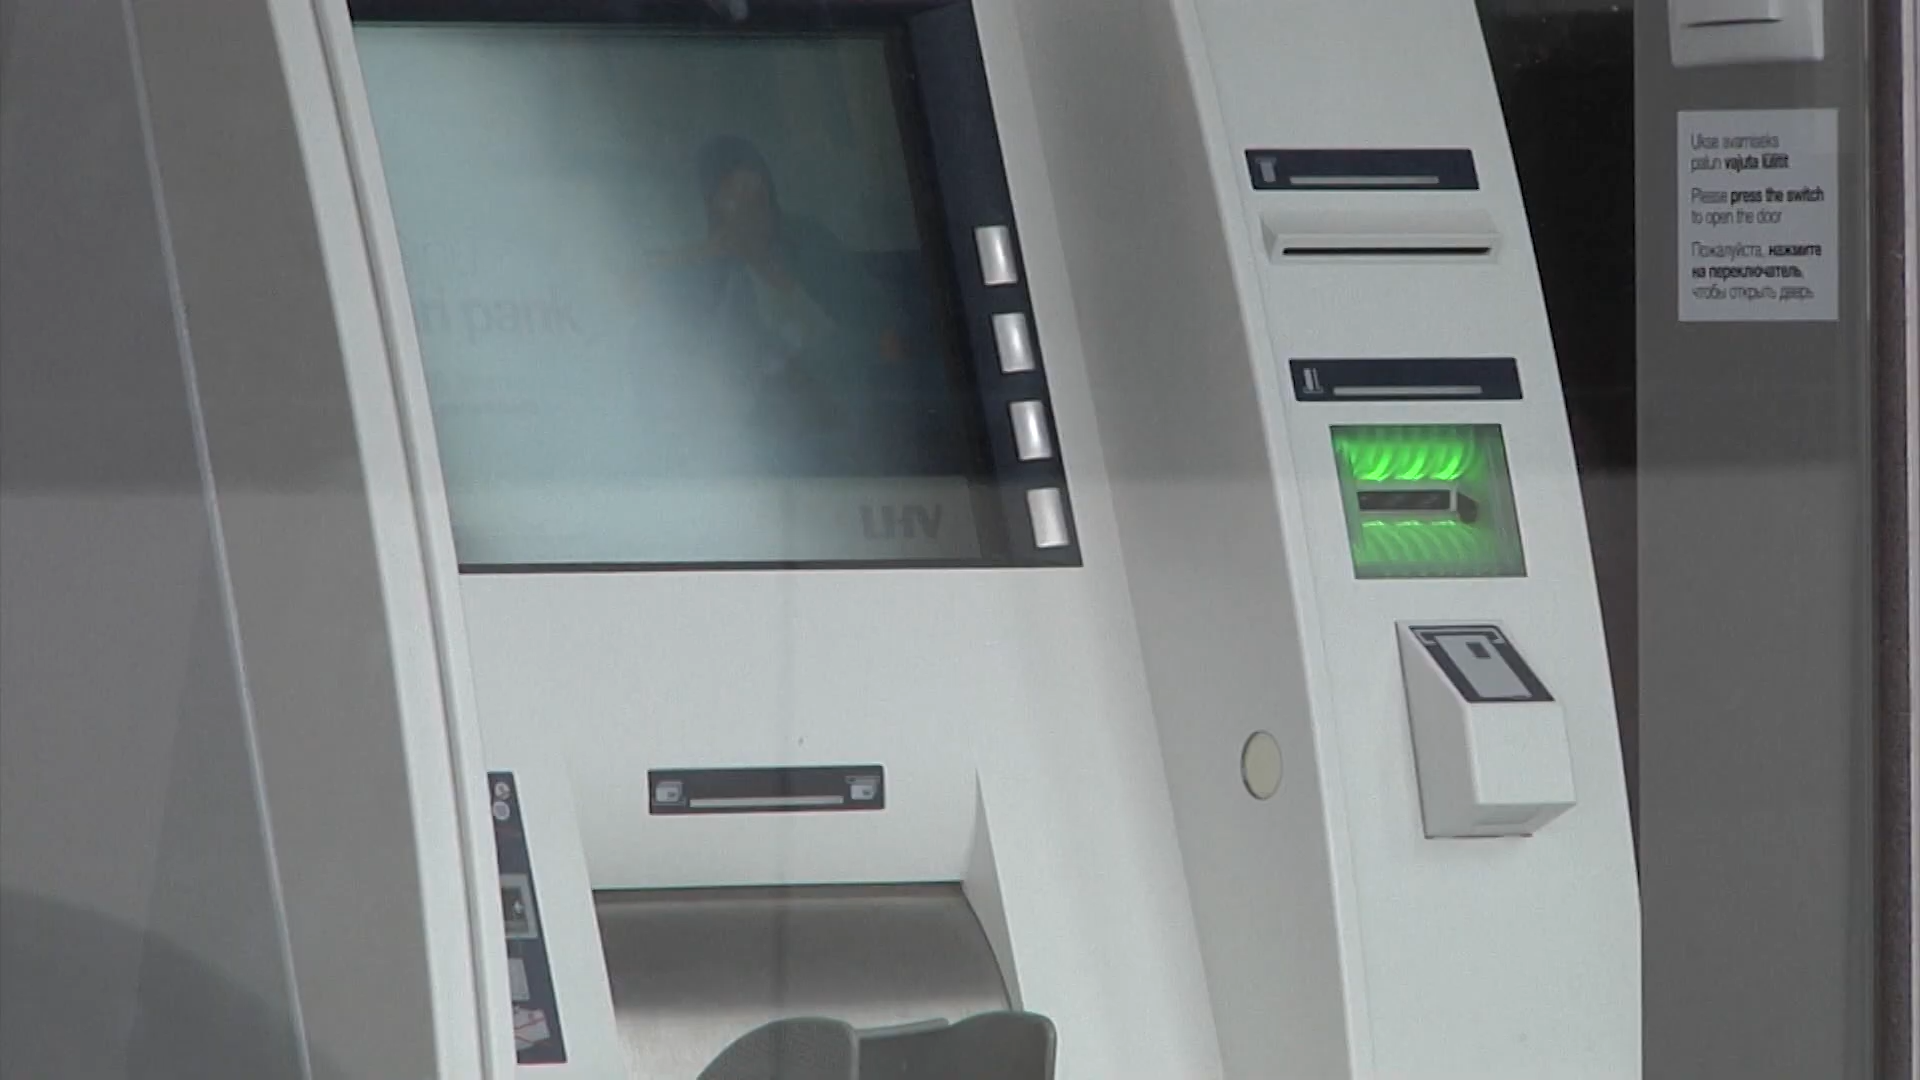 LHV
Ukse avamiseks
palun vajuta lülitit
Please press the switch
to open the door
Пожалуйста, нажмите
на переключатель,
чтобы открыть дверь